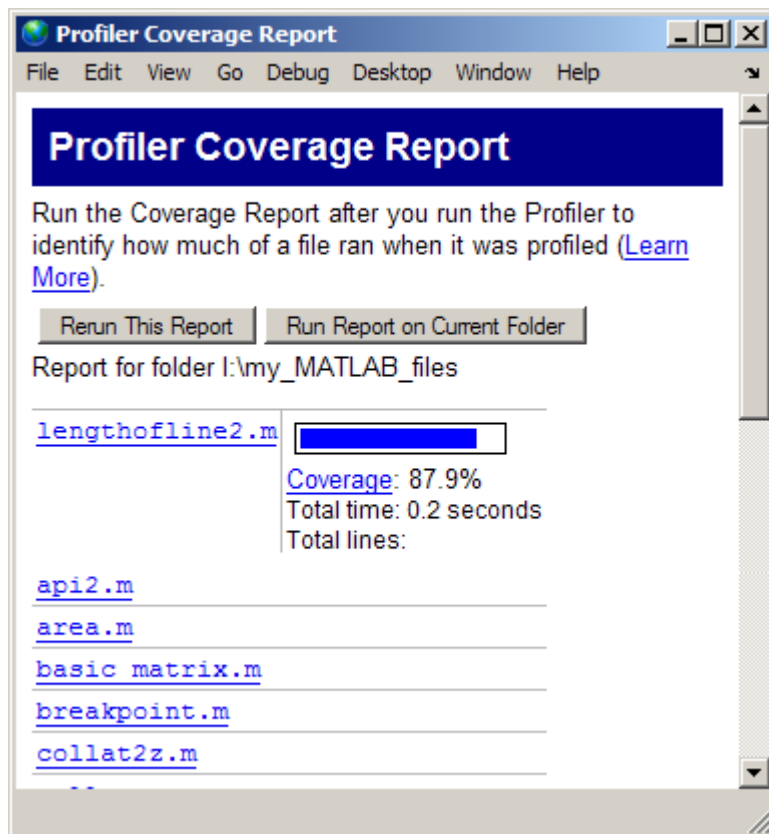 Profiler Coverage Report
File Edit View Go Debug Desktop Window Help
Profiler Coverage Report
Run the Coverage Report after you run the Profiler to
identify how much of a file ran when it was profiled (Learn
More).
Rerun This Report Run Report on Current Folder
Report for folder I:\my_MATLAB_files
lengthofline2.m
Coverage: 87.9%
Total time: 0.2 seconds
Total lines:
api2.m
area.m
basic_matrix.m
breakpoint.m
collat2z.m